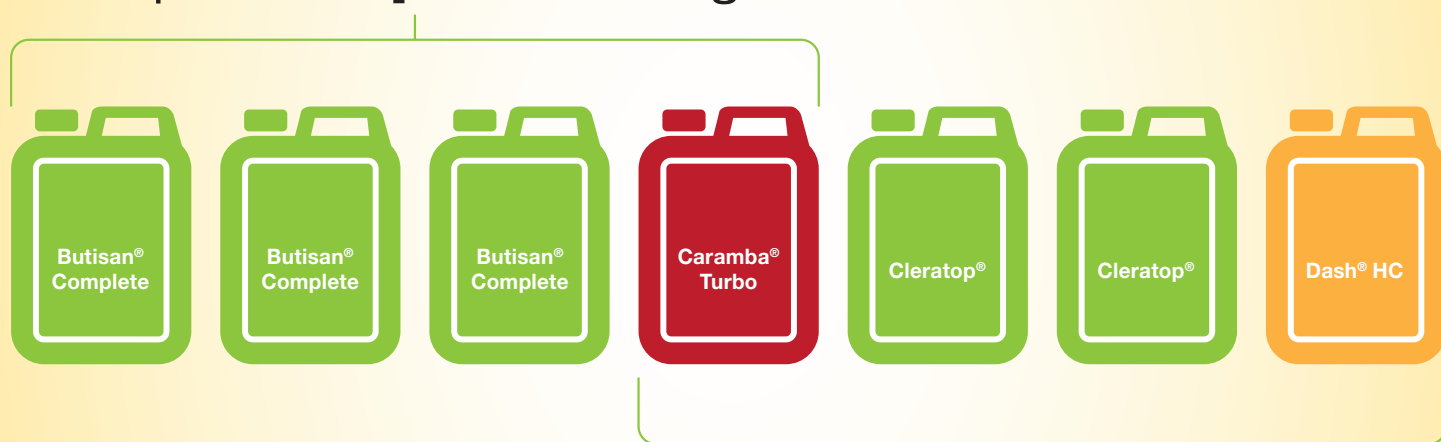 Butisan®
Complete
Butisan®
Complete
Butisan®
Complete
Caramba®
Turbo
Cleratop®
Cleratop®
Dash® HC